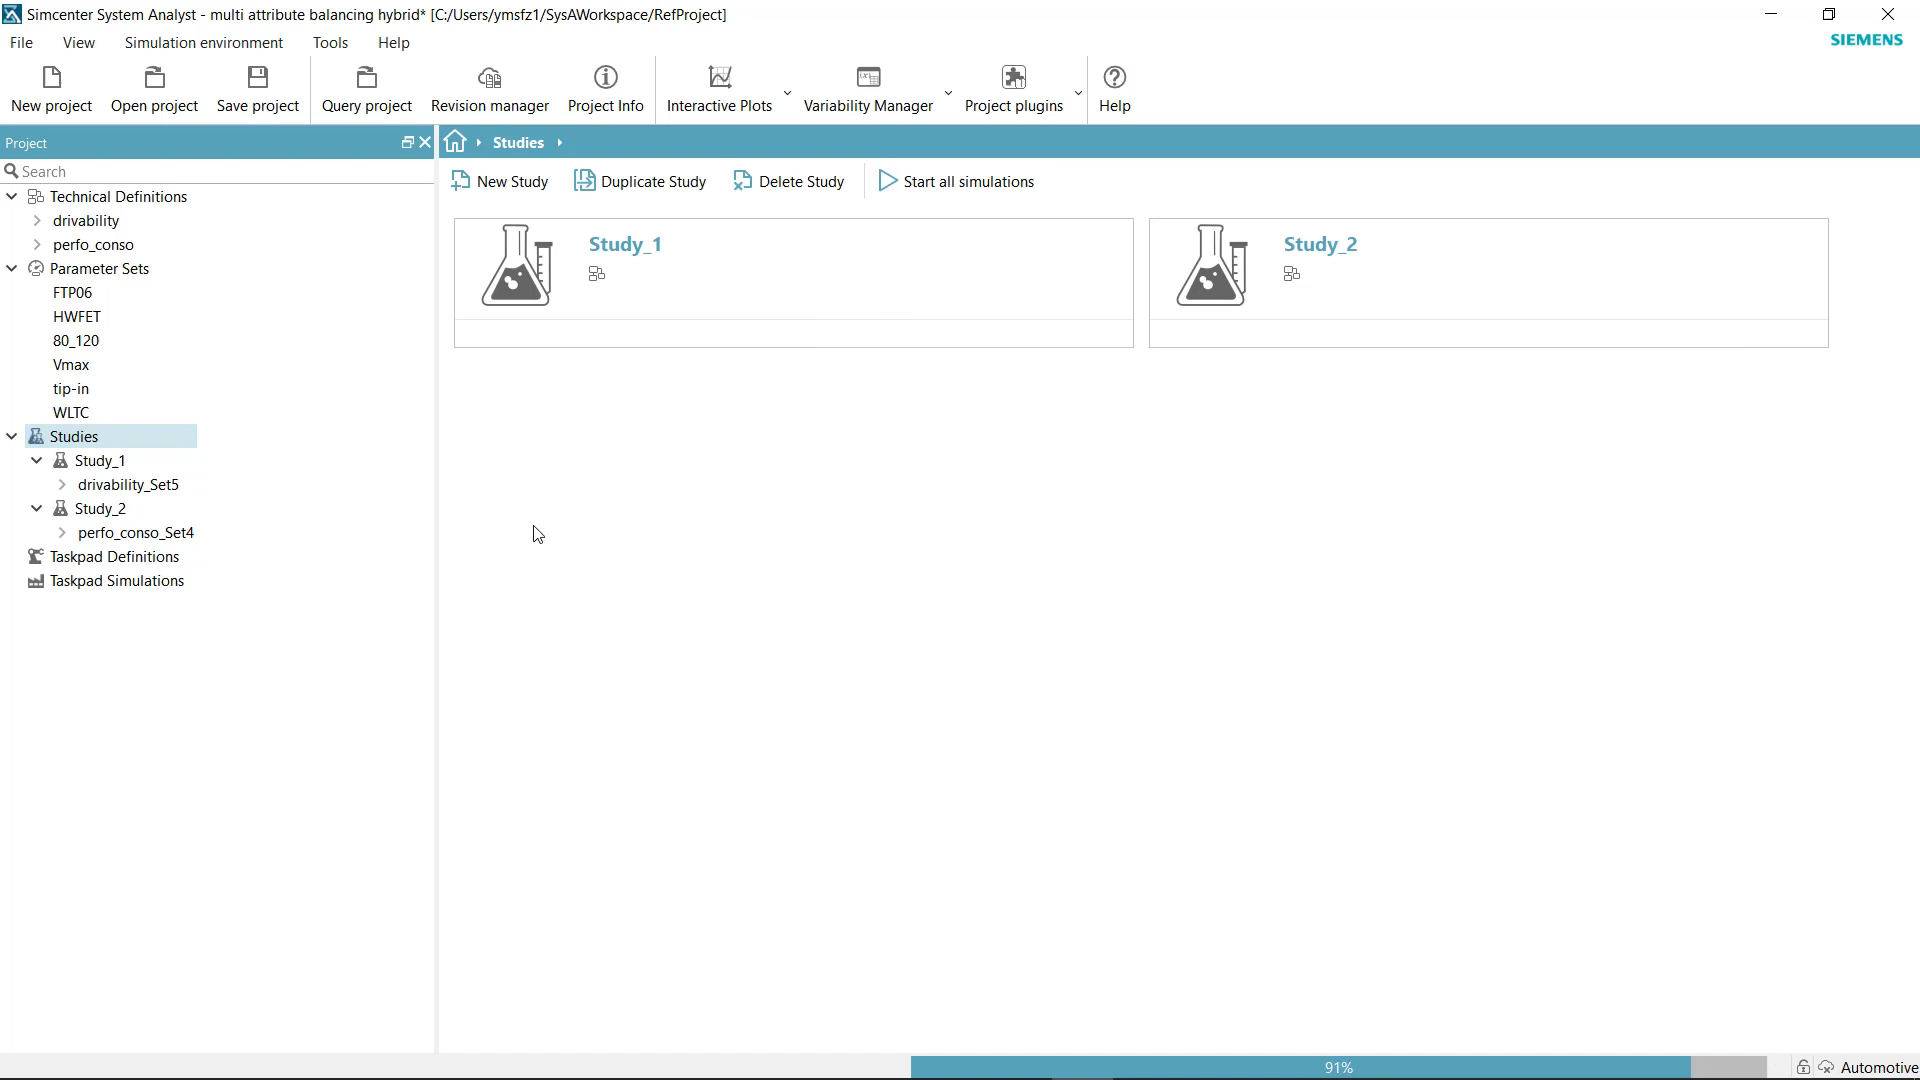 Simcenter System Analyst - multi attribute balancing hybrid* [C:/Users/ymsfz1/SysAWorkspace/RefProject]
File View Simulation environment Tools Help
SIEMENS
New project Open project Save project Query project Revision manager Project Info Interactive Plots Variability Manager Project plugins Help
Project
Studies
Search
New Study Duplicate Study Delete Study Start all simulations
Technical Definitions
drivability
perfo_conso
Parameter Sets
FTP06
HWFET
80_120
Vmax
tip-in
WLTC
Studies
Study_1
drivability_Set5
Study_2
perfo_conso_Set4
Taskpad Definitions
Taskpad Simulations
Study_1
Study_2
91%
Automotive